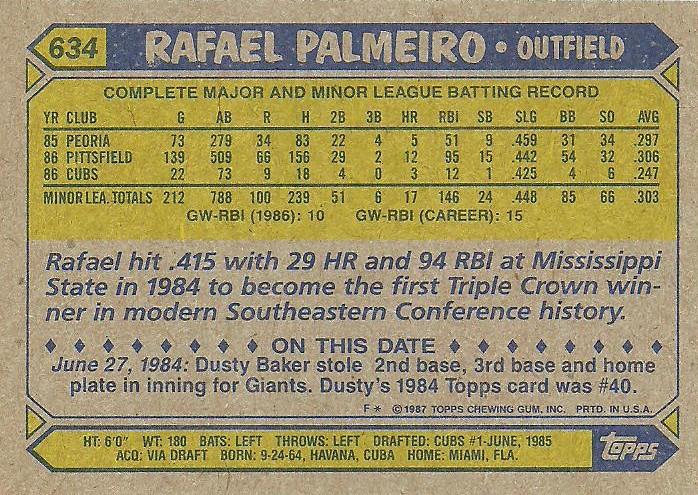 634 RAFAEL PALMEIRO • OUTFIELD
COMPLETE MAJOR AND MINOR LEAGUE BATTING RECORD
YR CLUB G AB R H 2B 3B HR RBI SB SLG BB SO AVG
85 PEORIA 73 279 34 83 22 4 5 51 9 .459 31 34 .297
86 PITTSFIELD 139 509 66 156 29 2 12 95 15 .442 54 32 .306
86 CUBS 22 73 9 18 4 0 3 12 1 .425 4 6 .247
MINOR LEA. TOTALS 212 788 100 239 51 6 17 146 24 .448 85 66 .303
GW-RBI (1986): 10 GW-RBI (CAREER): 15
Rafael hit .415 with 29 HR and 94 RBI at Mississippi
State in 1984 to become the first Triple Crown win-
ner in modern Southeastern Conference history.
♦ ♦ ♦ ♦ ♦ ♦ ♦ ♦ ♦ ON THIS DATE ♦ ♦ ♦ ♦ ♦ ♦ ♦ ♦ ♦
June 27, 1984: Dusty Baker stole 2nd base, 3rd base and home
plate in inning for Giants. Dusty's 1984 Topps card was #40.
F * © 1987 TOPPS CHEWING GUM, INC. PRTD. IN U.S.A.
HT: 6'0" WT: 180 BATS: LEFT THROWS: LEFT DRAFTED: CUBS #1-JUNE, 1985
ACQ: VIA DRAFT BORN: 9-24-64, HAVANA, CUBA HOME: MIAMI, FLA.
TOPPS